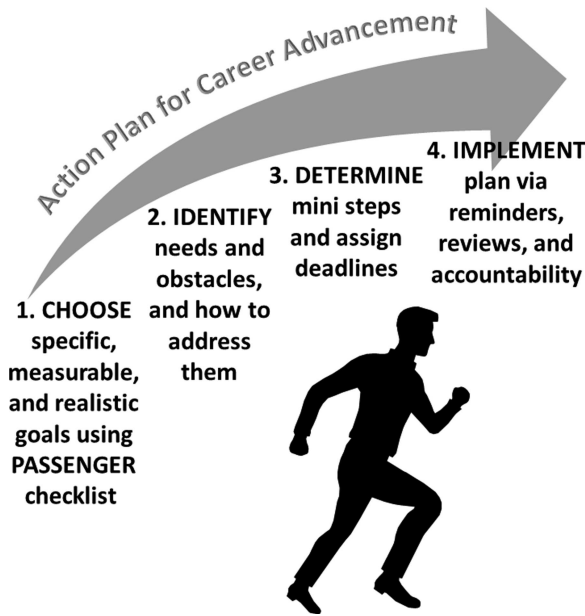 Action Plan for Career Advancement
1. CHOOSE
specific,
measurable,
and realistic
goals using
PASSENGER
checklist
2. IDENTIFY
needs and
obstacles,
and how to
address
them
3. DETERMINE
mini steps
and assign
deadlines
4. IMPLEMENT
plan via
reminders,
reviews, and
accountability